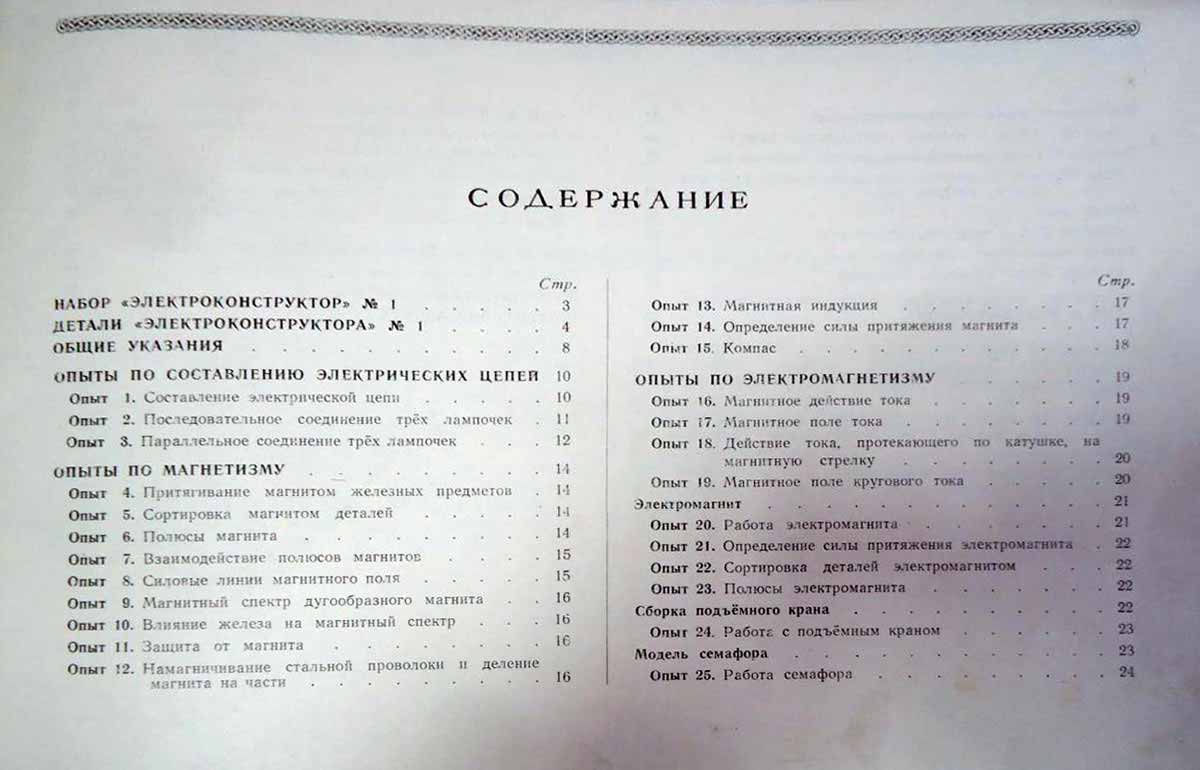 СОДЕРЖАНИЕ
Стр.
НАБОР «ЭЛЕКТРОКОНСТРУКТОР» № 1 . . . . . 3
ДЕТАЛИ «ЭЛЕКТРОКОНСТРУКТОРА» № 1 . . . . 4
ОБЩИЕ УКАЗАНИЯ . . . . . . . . . . . 8
ОПЫТЫ ПО СОСТАВЛЕНИЮ ЭЛЕКТРИЧЕСКИХ ЦЕПЕЙ 10
Опыт 1. Составление электрической цепи . . . . . 10
Опыт 2. Последовательное соединение трёх лампочек . 11
Опыт 3. Параллельное соединение трёх лампочек . . . 12
ОПЫТЫ ПО МАГНЕТИЗМУ . . . . . . . . . 14
Опыт 4. Притягивание магнитом железных предметов . 14
Опыт 5. Сортировка магнитом деталей . . . . . 14
Опыт 6. Полюсы магнита . . . . . . . . 14
Опыт 7. Взаимодействие полюсов магнитов . . . . 15
Опыт 8. Силовые линии магнитного поля . . . . . 15
Опыт 9. Магнитный спектр дугообразного магнита . . 16
Опыт 10. Влияние железа на магнитный спектр . . . 16
Опыт 11. Защита от магнита . . . . . . . . 16
Опыт 12. Намагничивание стальной проволоки и деление
магнита на части . . . . . . . . 16
Стр.
Опыт 13. Магнитная индукция . . . . . . . . 17
Опыт 14. Определение силы притяжения магнита . . . 17
Опыт 15. Компас . . . . . . . . . . . 18
ОПЫТЫ ПО ЭЛЕКТРОМАГНЕТИЗМУ . . . . . . 19
Опыт 16. Магнитное действие тока . . . . . . . 19
Опыт 17. Магнитное поле тока . . . . . . . . 19
Опыт 18. Действие тока, протекающего по катушке, на
магнитную стрелку . . . . . . . . 20
Опыт 19. Магнитное поле кругового тока . . . . . 20
Электромагнит . . . . . . . . . . . . 21
Опыт 20. Работа электромагнита . . . . . . . 21
Опыт 21. Определение силы притяжения электромагнита . 22
Опыт 22. Сортировка деталей электромагнитом . . . 22
Опыт 23. Полюсы электромагнита . . . . . . . 22
Сборка подъёмного крана . . . . . . . . . 22
Опыт 24. Работа с подъёмным краном . . . . . . 23
Модель семафора . . . . . . . . . . . 23
Опыт 25. Работа семафора . . . . . . . . . 24